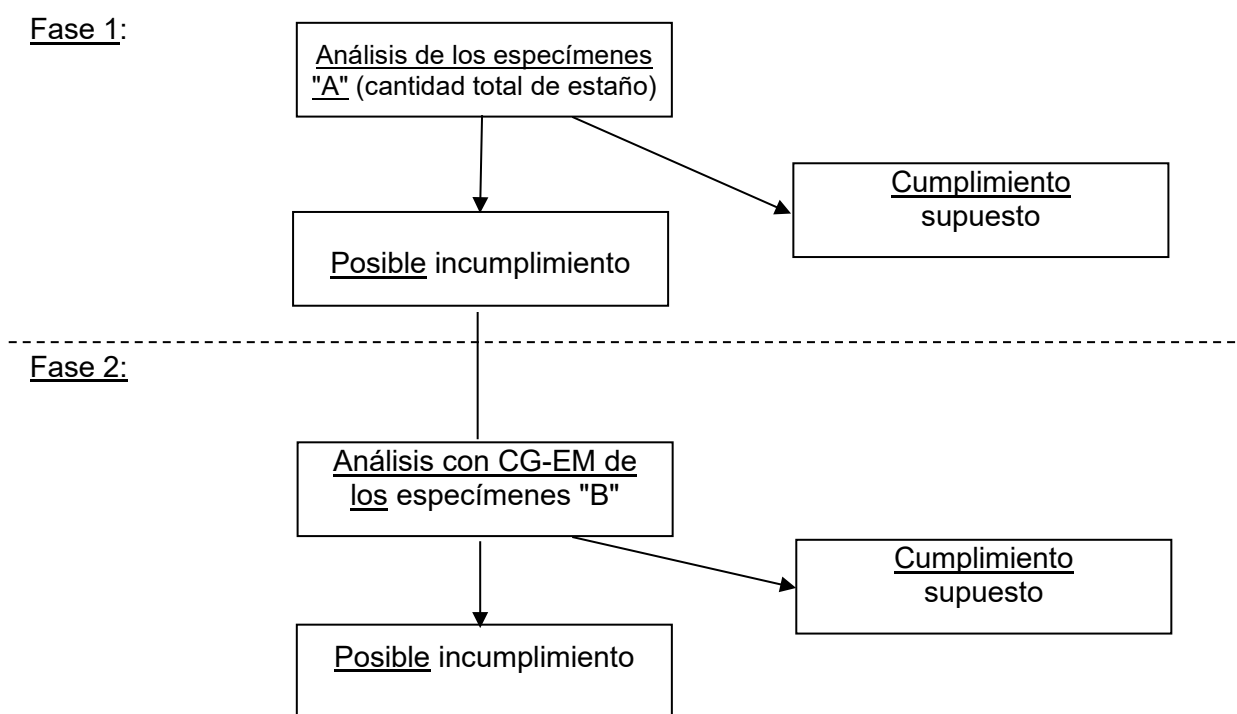 Fase 1:
Análisis de los especímenes
"A" (cantidad total de estaño)
Cumplimiento
supuesto
Posible incumplimiento
Fase 2:
Análisis con CG-EM de
los especímenes "B"
Cumplimiento
supuesto
Posible incumplimiento